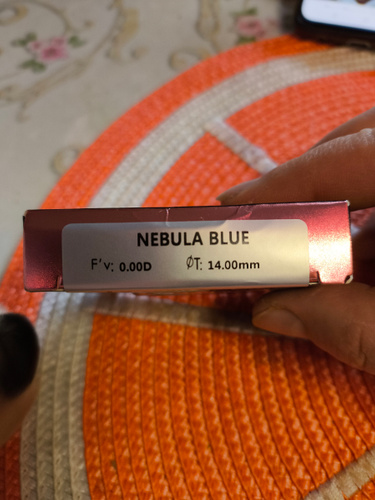 NEBULA BLUE
F'v: 0.00D ØT: 14.00mm